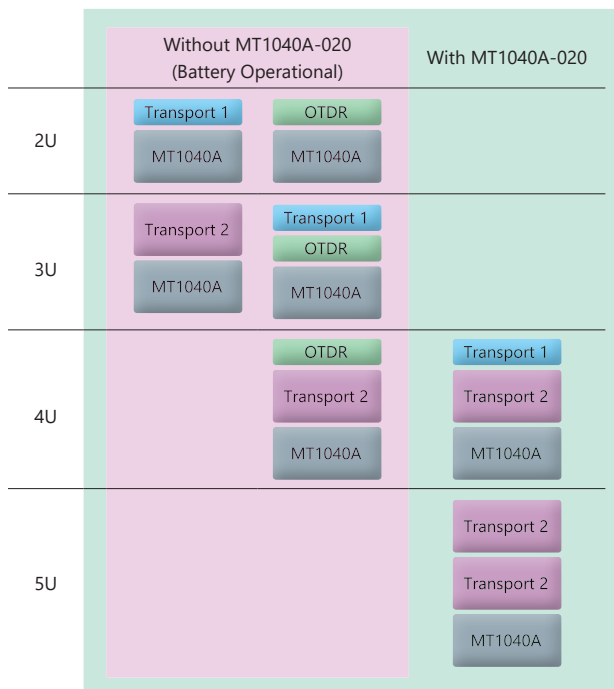 Without MT1040A-020
(Battery Operational)
With MT1040A-020
2U
Transport 1
MT1040A
OTDR
MT1040A
3U
Transport 2
MT1040A
Transport 1
OTDR
MT1040A
4U
OTDR
Transport 2
MT1040A
Transport 1
Transport 2
MT1040A
5U
Transport 2
Transport 2
MT1040A